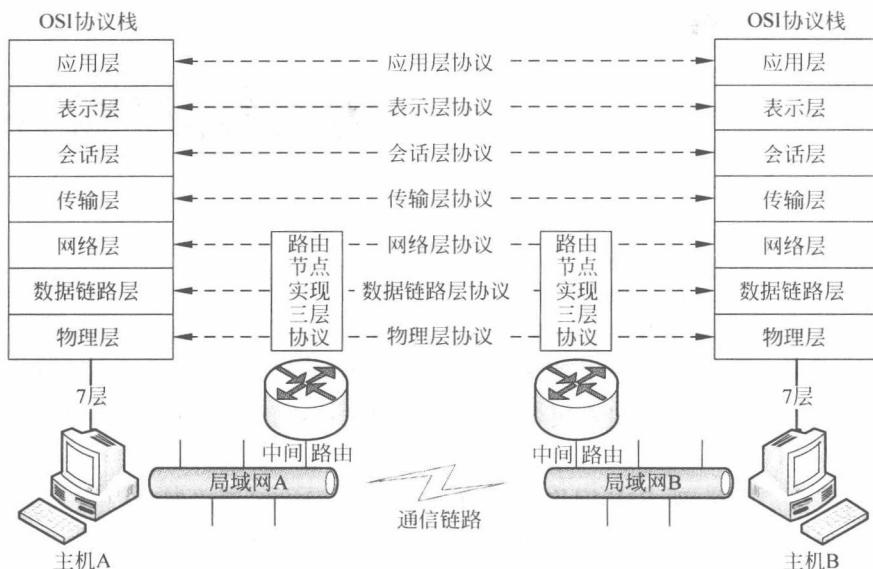 OSI协议栈 OSI协议栈
应用层 应用层协议 应用层
表示层 表示层协议 表示层
会话层 会话层协议 会话层
传输层 传输层协议 传输层
网络层 路由 网络层协议 路由 网络层
节点 节点
数据链路层 实现 数据链路层协议 实现 数据链路层
三层 三层
物理层 协议 物理层协议 协议 物理层
7层 7层
中间路由 中间路由
局域网A 局域网B
通信链路
主机A 主机B